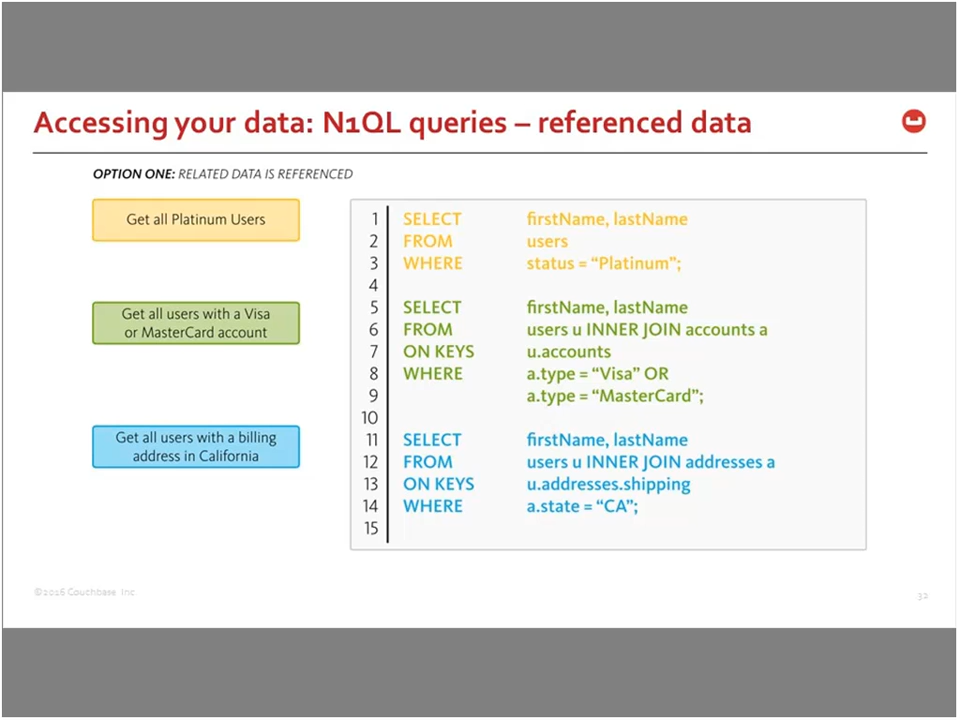 Accessing your data: N1QL queries – referenced data
OPTION ONE: RELATED DATA IS REFERENCED
Get all Platinum Users
Get all users with a Visa
or MasterCard account
Get all users with a billing
address in California
1 SELECT firstName, lastName
2 FROM users
3 WHERE status = “Platinum”;
4
5 SELECT firstName, lastName
6 FROM users u INNER JOIN accounts a
7 ON KEYS u.accounts
8 WHERE a.type = “Visa” OR
9 a.type = “MasterCard”;
10
11 SELECT firstName, lastName
12 FROM users u INNER JOIN addresses a
13 ON KEYS u.addresses.shipping
14 WHERE a.state = “CA”;
15
©2016 Couchbase Inc
32